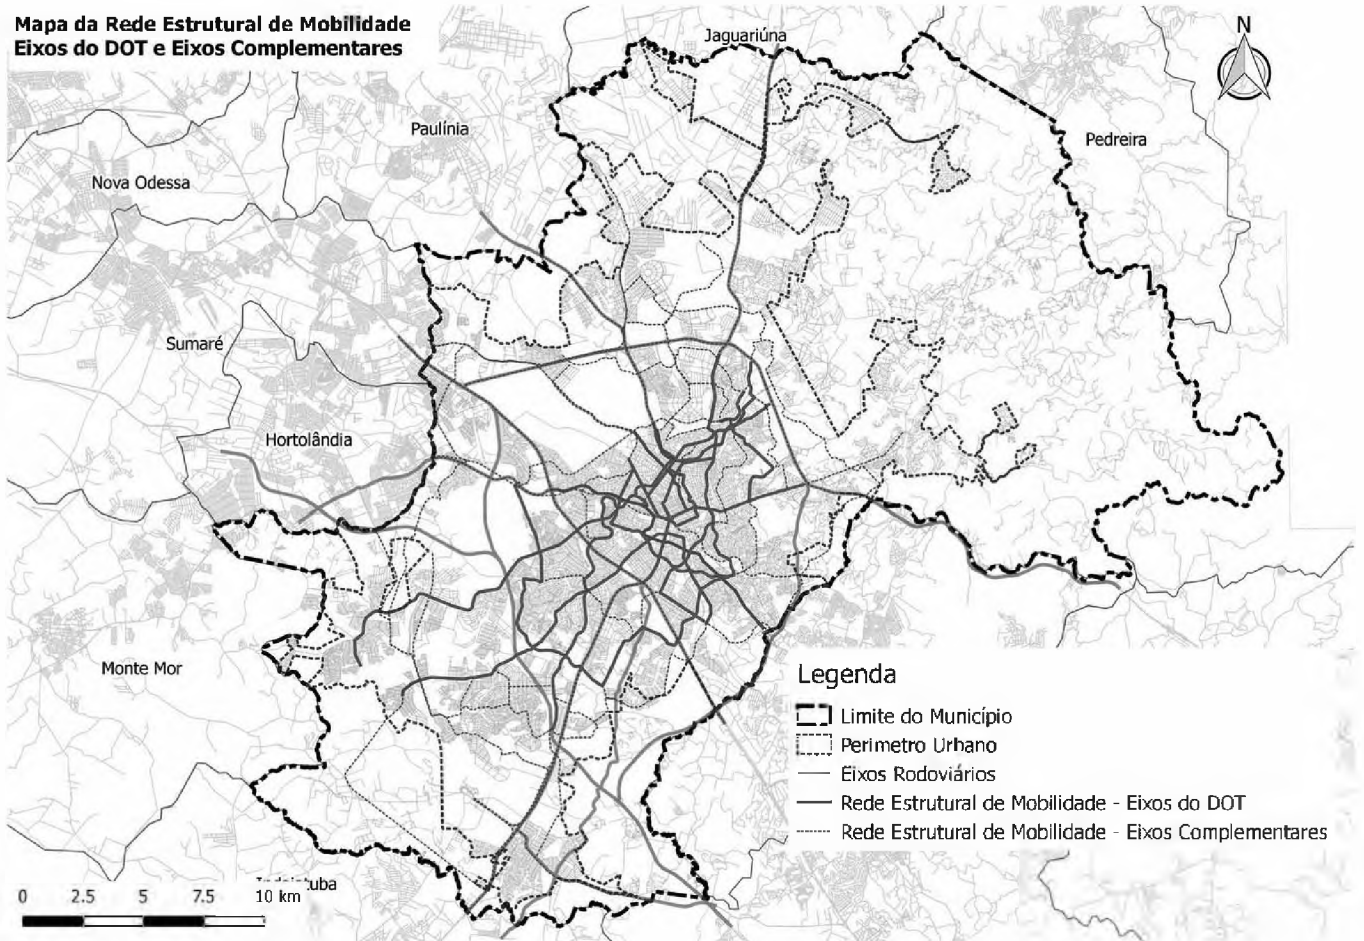 Mapa da Rede Estrutural de Mobilidade
Eixos do DOT e Eixos Complementares
Jaguariúna
N
Paulínia
Pedreira
Nova Odessa
Sumaré
Hortolândia
Monte Mor
Legenda
Limite do Município
Perimetro Urbano
Eixos Rodoviários
Rede Estrutural de Mobilidade - Eixos do DOT
Rede Estrutural de Mobilidade - Eixos Complementares
0 2.5 5 7.5 10 km